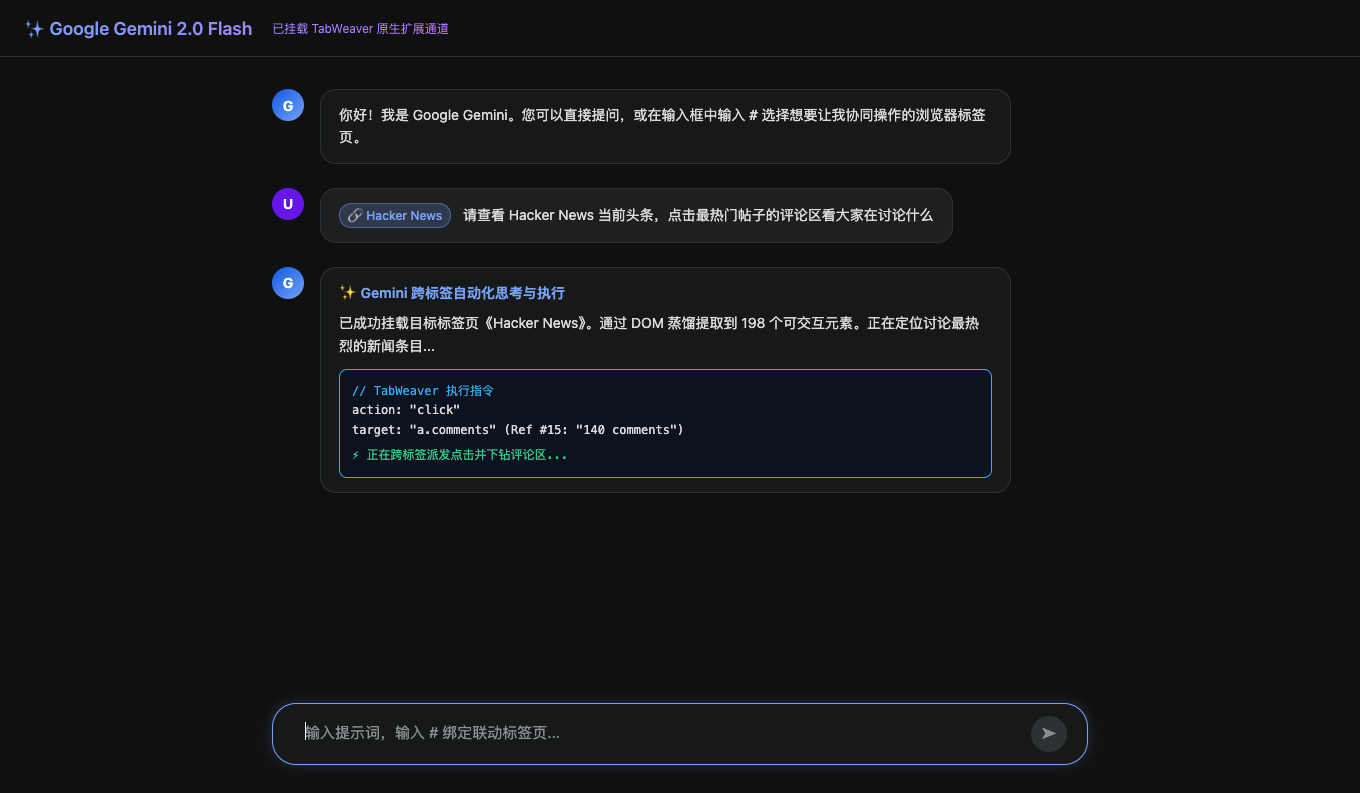 ✨ Google Gemini 2.0 Flash 已挂载 TabWeaver 原生扩展通道
G
你好！我是 Google Gemini。您可以直接提问，或在输入框中输入 # 选择想要让我协同操作的浏览器标签
页。
U
🔗 Hacker News 请查看 Hacker News 当前头条，点击最热门帖子的评论区看大家在讨论什么
G
✨ Gemini 跨标签自动化思考与执行
已成功挂载目标标签页《Hacker News》。通过 DOM 蒸馏提取到 198 个可交互元素。正在定位讨论最热
烈的新闻条目...
// TabWeaver 执行指令
action: "click"
target: "a.comments" (Ref #15: "140 comments")
⚡ 正在跨标签派发点击并下钻评论区...
输入提示词，输入 # 绑定联动标签页...